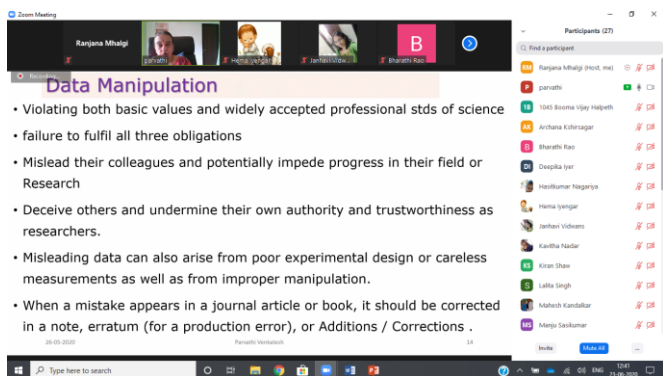 Zoom Meeting
Ranjana Mhalgi
parvathi
Hema Iyengar
Janhavi Vidw...
B
Bharathi Rao
Recording...
Data Manipulation
• Violating both basic values and widely accepted professional stds of science
• failure to fulfil all three obligations
• Mislead their colleagues and potentially impede progress in their field or
Research
• Deceive others and undermine their own authority and trustworthiness as
researchers.
• Misleading data can also arise from poor experimental design or careless
measurements as well as from improper manipulation.
• When a mistake appears in a journal article or book, it should be corrected
in a note, erratum (for a production error), or Additions / Corrections .
26-05-2020
Parvathi Venkatesh
14
Participants (27)
Find a participant
RM Ranjana Mhalgi (Host, me)
P parvathi
1B 1045 Booma Vijay Halpeth
AK Archana Kshirsagar
B Bharathi Rao
DI Deepika Iyer
Hasitkumar Nagariya
Hema Iyengar
Janhavi Vidwans
Kavitha Nadar
KS Kiran Shaw
S Lalita Singh
Mahesh Kandalkar
MS Manju Sasikumar
Invite
Mute All
...
Type here to search
ENG
12:41
23-06-2020